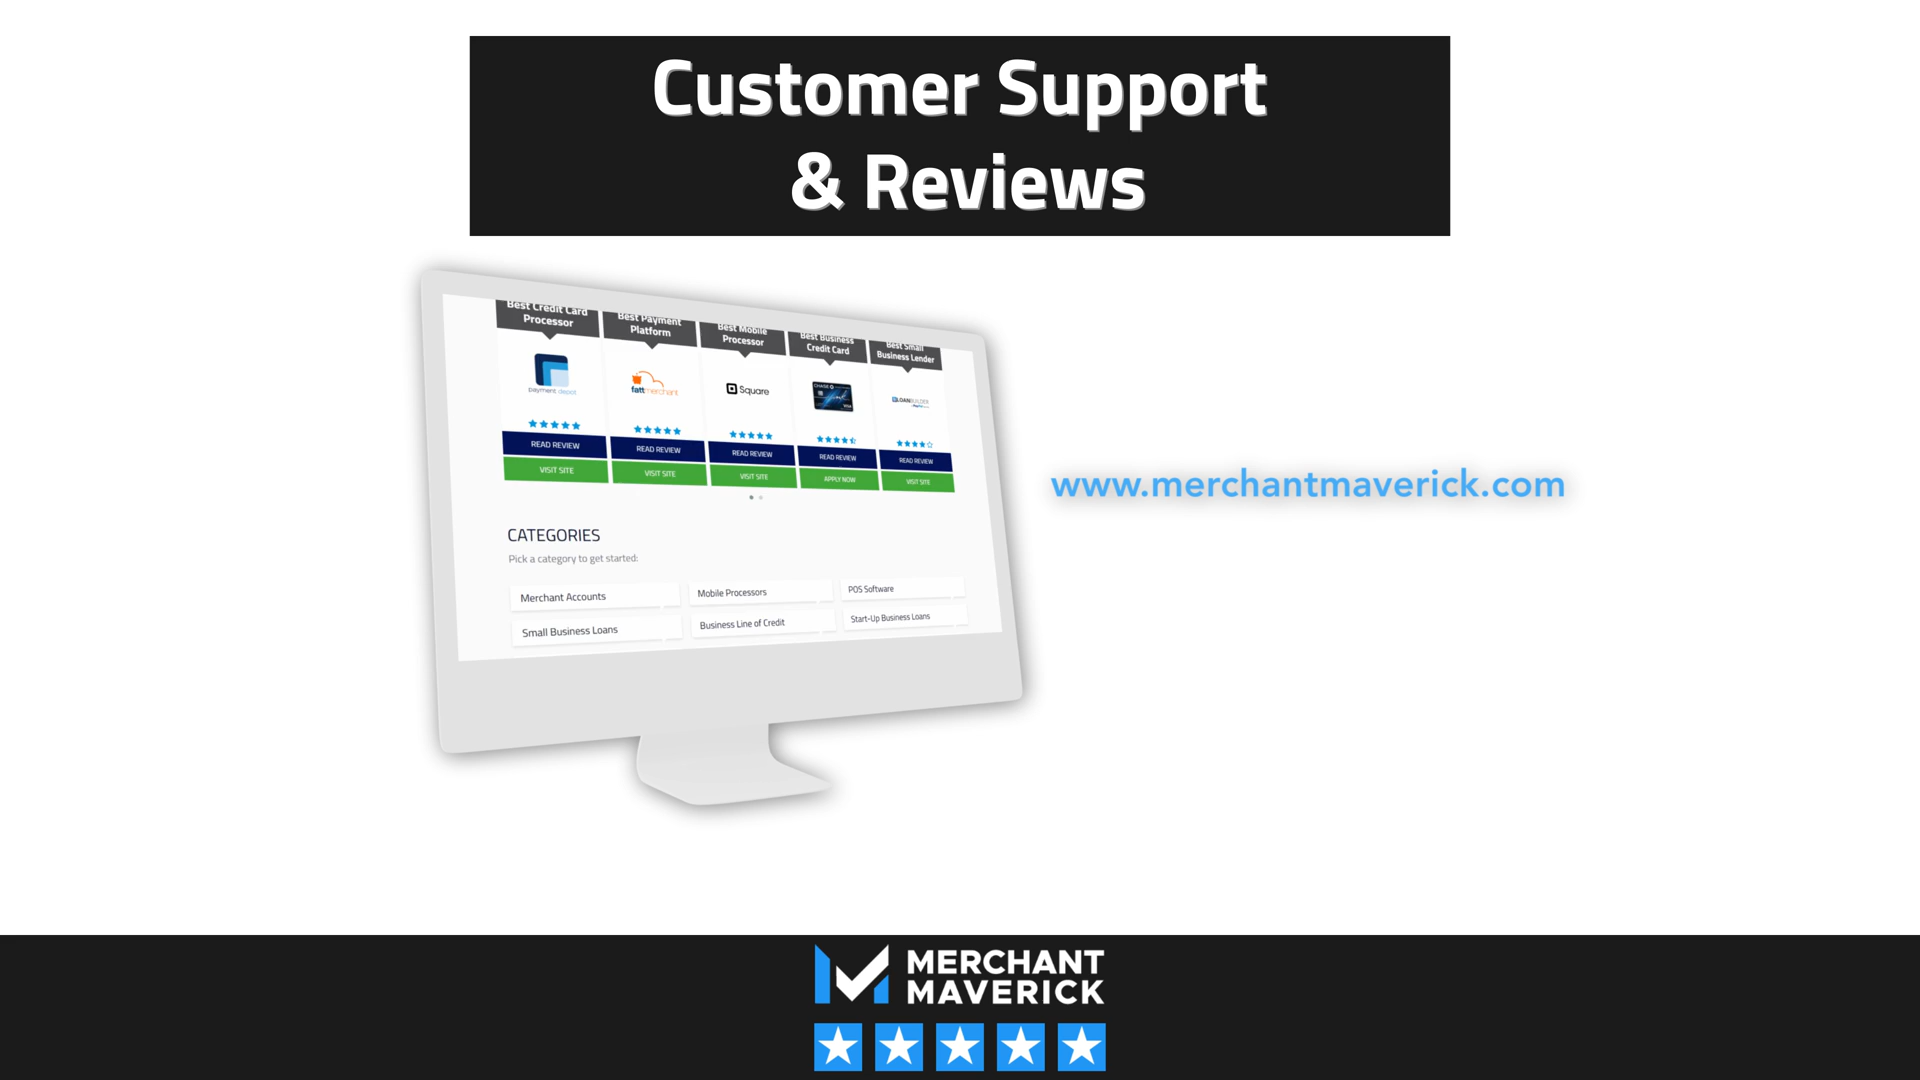 Customer Support
& Reviews
Best Credit Card
Processor
Best Payment
Platform
Best Mobile
Processor
Best Business
Credit Card
Best Small
Business Lender
payment depot
fattmerchant
Square
CHASE
VISA
LOANBUILDER
READ REVIEW
READ REVIEW
READ REVIEW
READ REVIEW
READ REVIEW
VISIT SITE
VISIT SITE
VISIT SITE
APPLY NOW
VISIT SITE
www.merchantmaverick.com
CATEGORIES
Pick a category to get started:
Merchant Accounts
Mobile Processors
POS Software
Small Business Loans
Business Line of Credit
Start-Up Business Loans
MERCHANT
MAVERICK